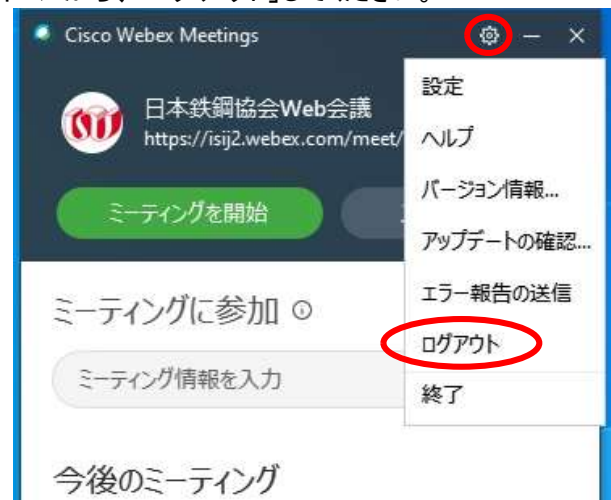 Cisco Webex Meetings
日本鉄鋼協会Web会議
https://isij2.webex.com/meet/
ミーティングを開始
設定
ヘルプ
バージョン情報...
アップデートの確認...
エラー報告の送信
ログアウト
終了
ミーティングに参加
ミーティング情報を入力
今後のミーティング